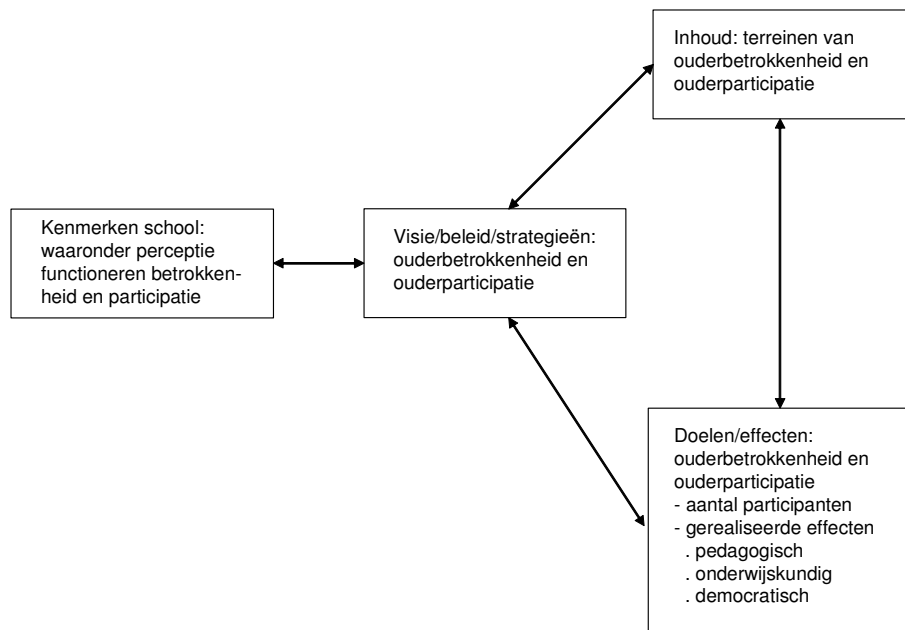 Inhoud: terreinen van
ouderbetrokkenheid en
ouderparticipatie
Kenmerken school:
waaronder perceptie
functioneren betrokken-
heid en participatie
Visie/beleid/strategieën:
ouderbetrokkenheid en
ouderparticipatie
Doelen/effecten:
ouderbetrokkenheid en
ouderparticipatie
- aantal participanten
- gerealiseerde effecten
. pedagogisch
. onderwijskundig
. democratisch